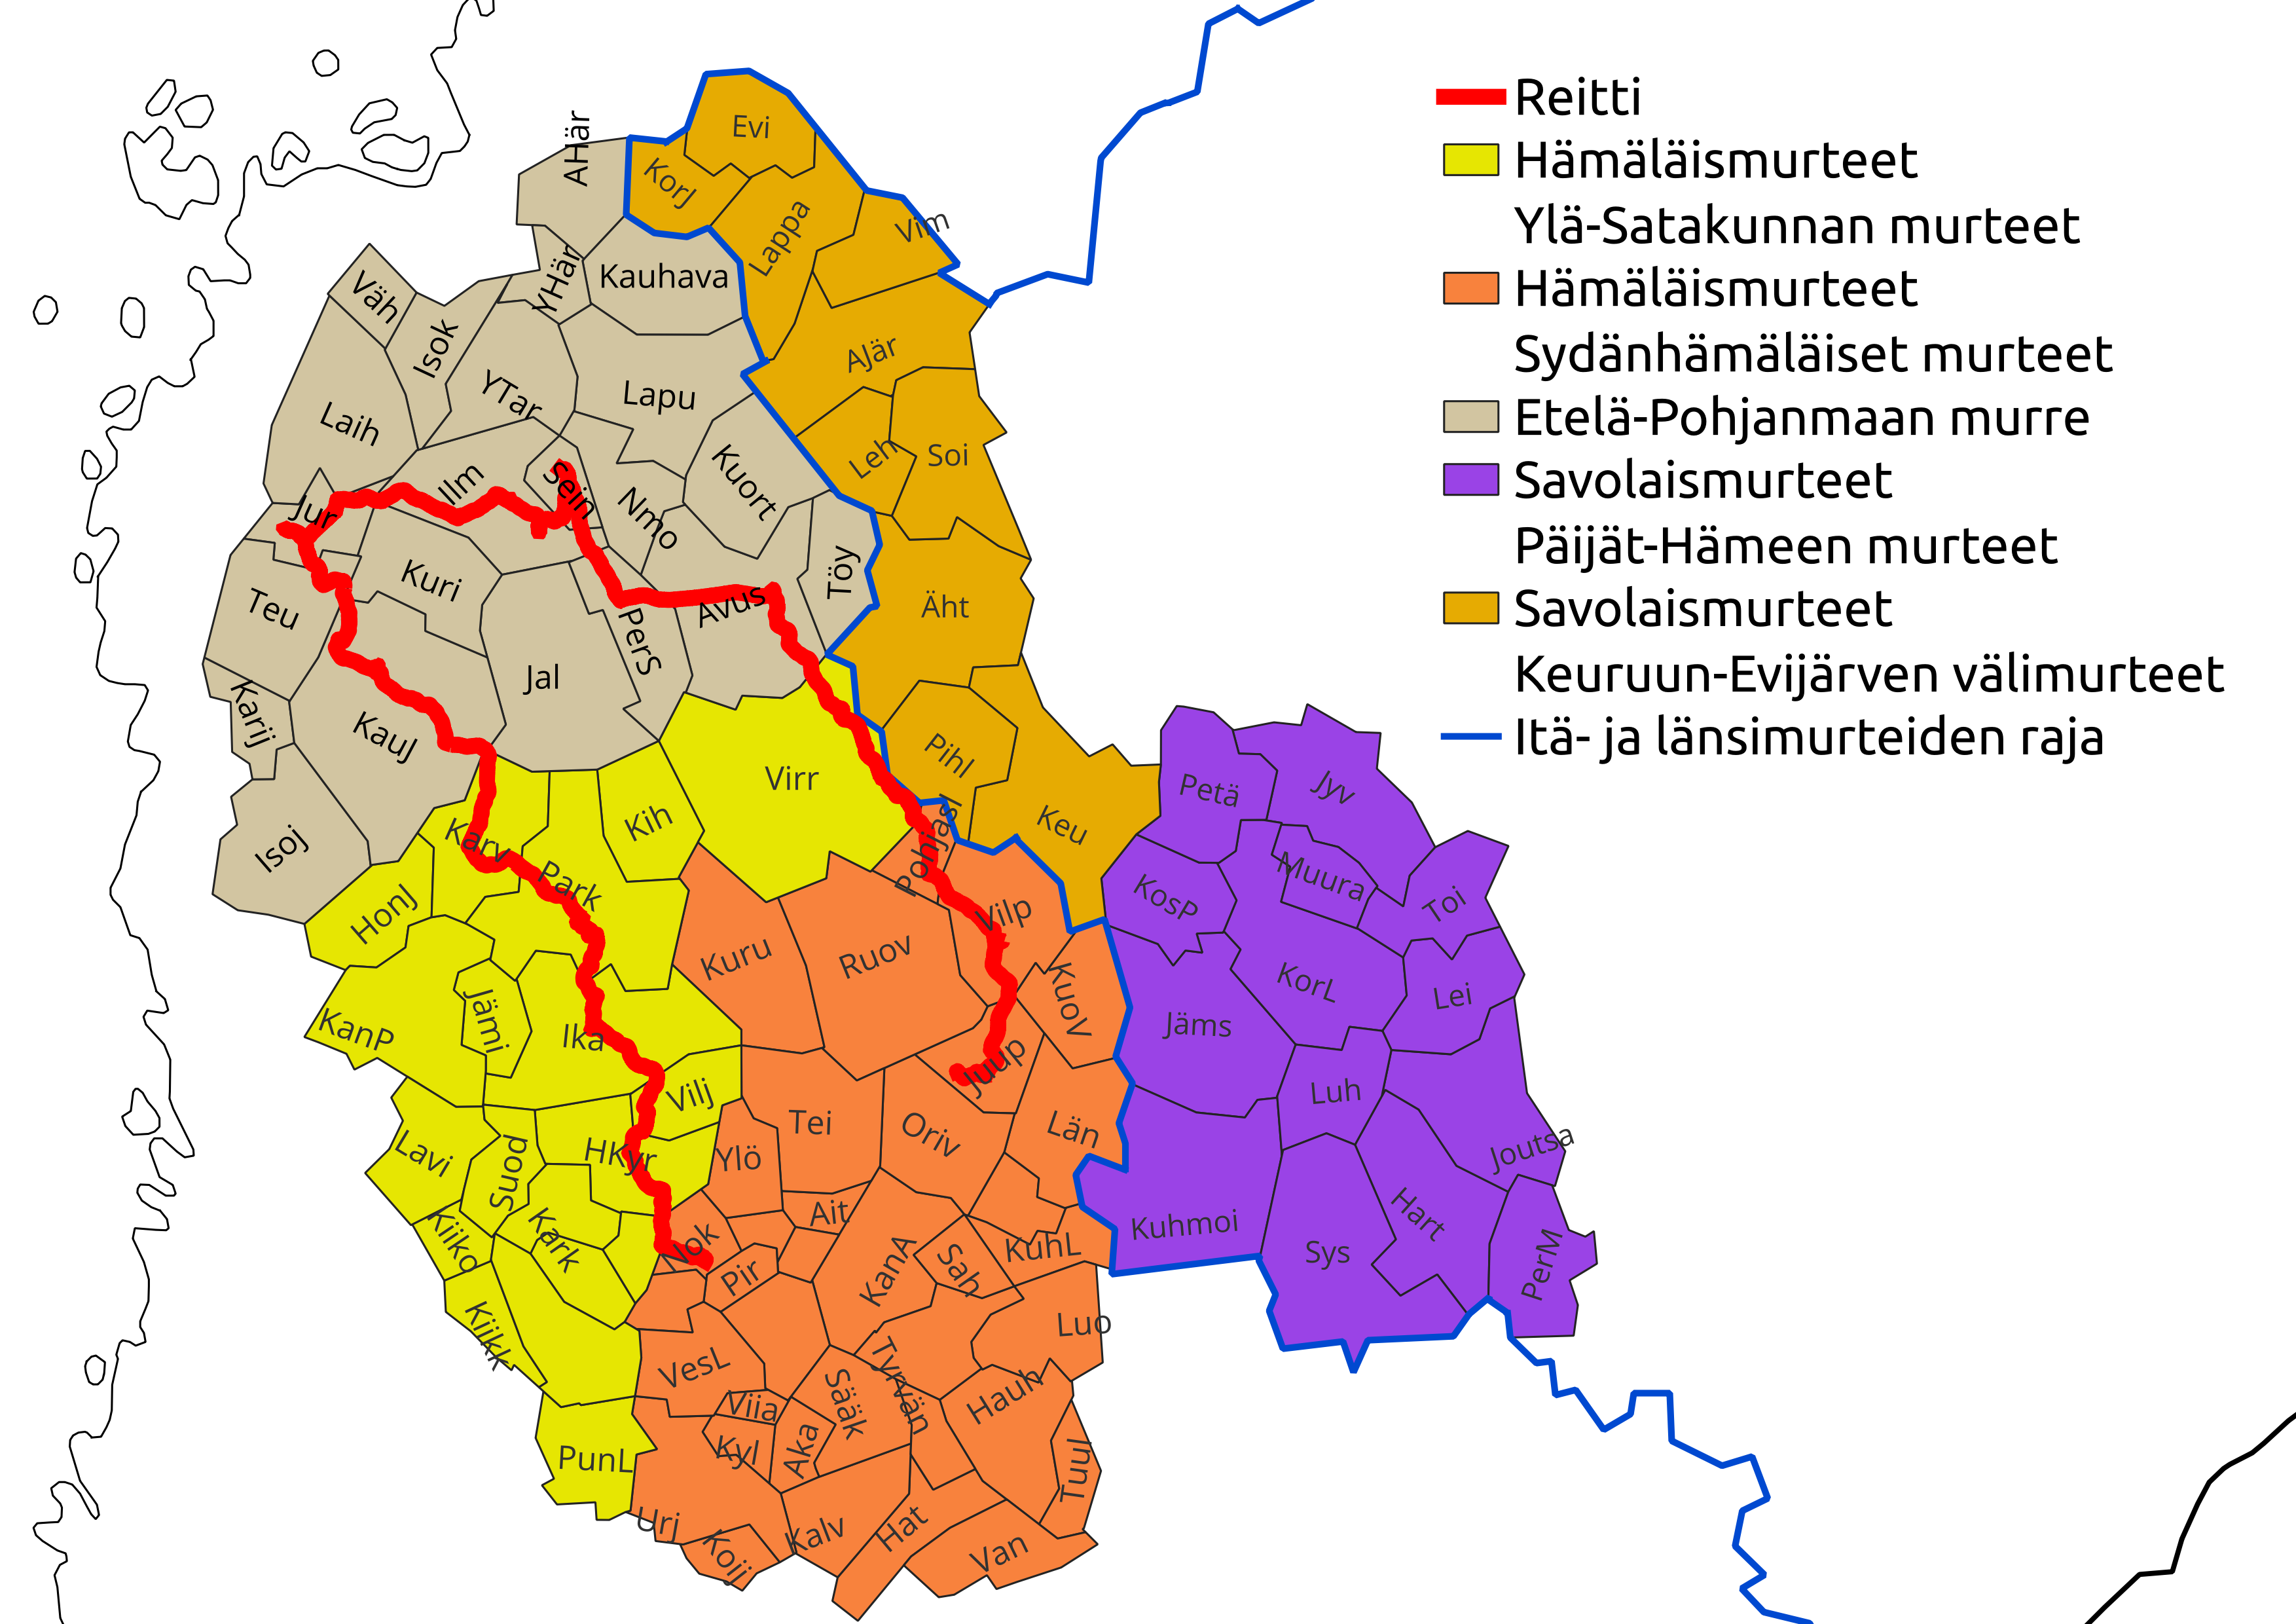 Reitti
Hämäläismurteet
Ylä-Satakunnan murteet
Hämäläismurteet
Sydänhämäläiset murteet
Etelä-Pohjanmaan murre
Savolaismurteet
Päijät-Hämeen murteet
Savolaismurteet
Keuruun-Evijärven välimurteet
Itä- ja länsimurteiden raja
Evi
AHär
KorJ
Lappa
Vim
YHär
Kauhava
Väh
Isok
AJär
YTar
Lapu
Laih
Leh
Soi
Ilm
Sein
Kuort
Jur
Nmo
Kuri
Töy
Teu
Avus
Äht
PerS
Jal
Karij
KauJ
Virr
Pihl
Petä
Jyv
Isoj
Karv
Kih
Pohjasl
Keu
Park
Muura
HonJ
KosP
Toi
Vilp
Kuru
Ruov
KuoV
KorL
Lei
KanP
Jämi
Ika
Jäms
Juup
Vilj
Luh
Lavi
Suod
HKyr
Ylö
Tei
Oriv
Län
Joutsa
Kiiko
Kark
Nok
Ait
Pir
KanA
Sah
KuhL
Kuhmoi
Sys
Hart
PerM
Kiikk
VesL
Luo
Tyrvän
Viia
Sääk
Hauh
PunL
Kyl
Aka
Tuul
Urj
Koij
Kalv
Hat
Van